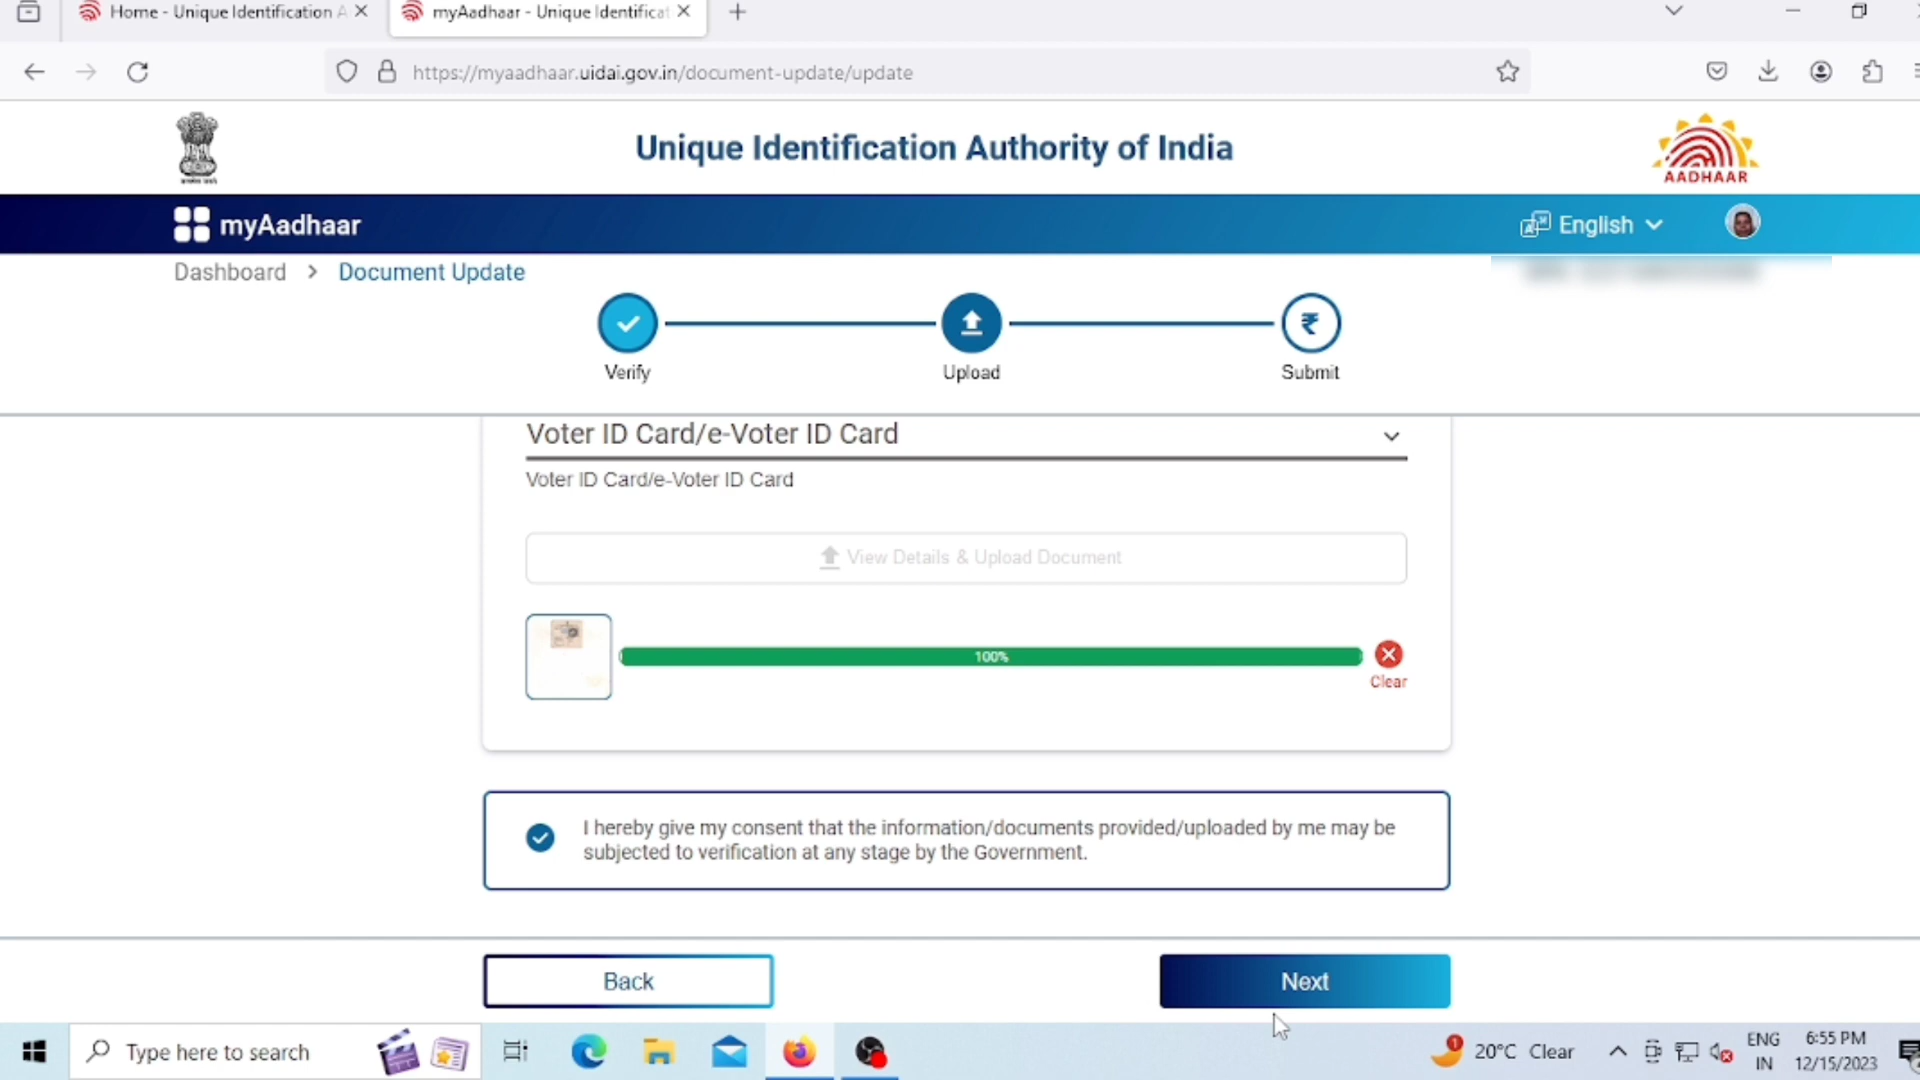 Home - Unique Identification A
myAadhaar - Unique Identificat
https://myaadhaar.uidai.gov.in/document-update/update
Unique Identification Authority of India
AADHAAR
myAadhaar
English
Dashboard > Document Update
Verify
Upload
Submit
Voter ID Card/e-Voter ID Card
Voter ID Card/e-Voter ID Card
View Details & Upload Document
100%
Clear
I hereby give my consent that the information/documents provided/uploaded by me may be
subjected to verification at any stage by the Government.
Back
Next
Type here to search
1
20°C Clear
ENG
IN
6:55 PM
12/15/2023